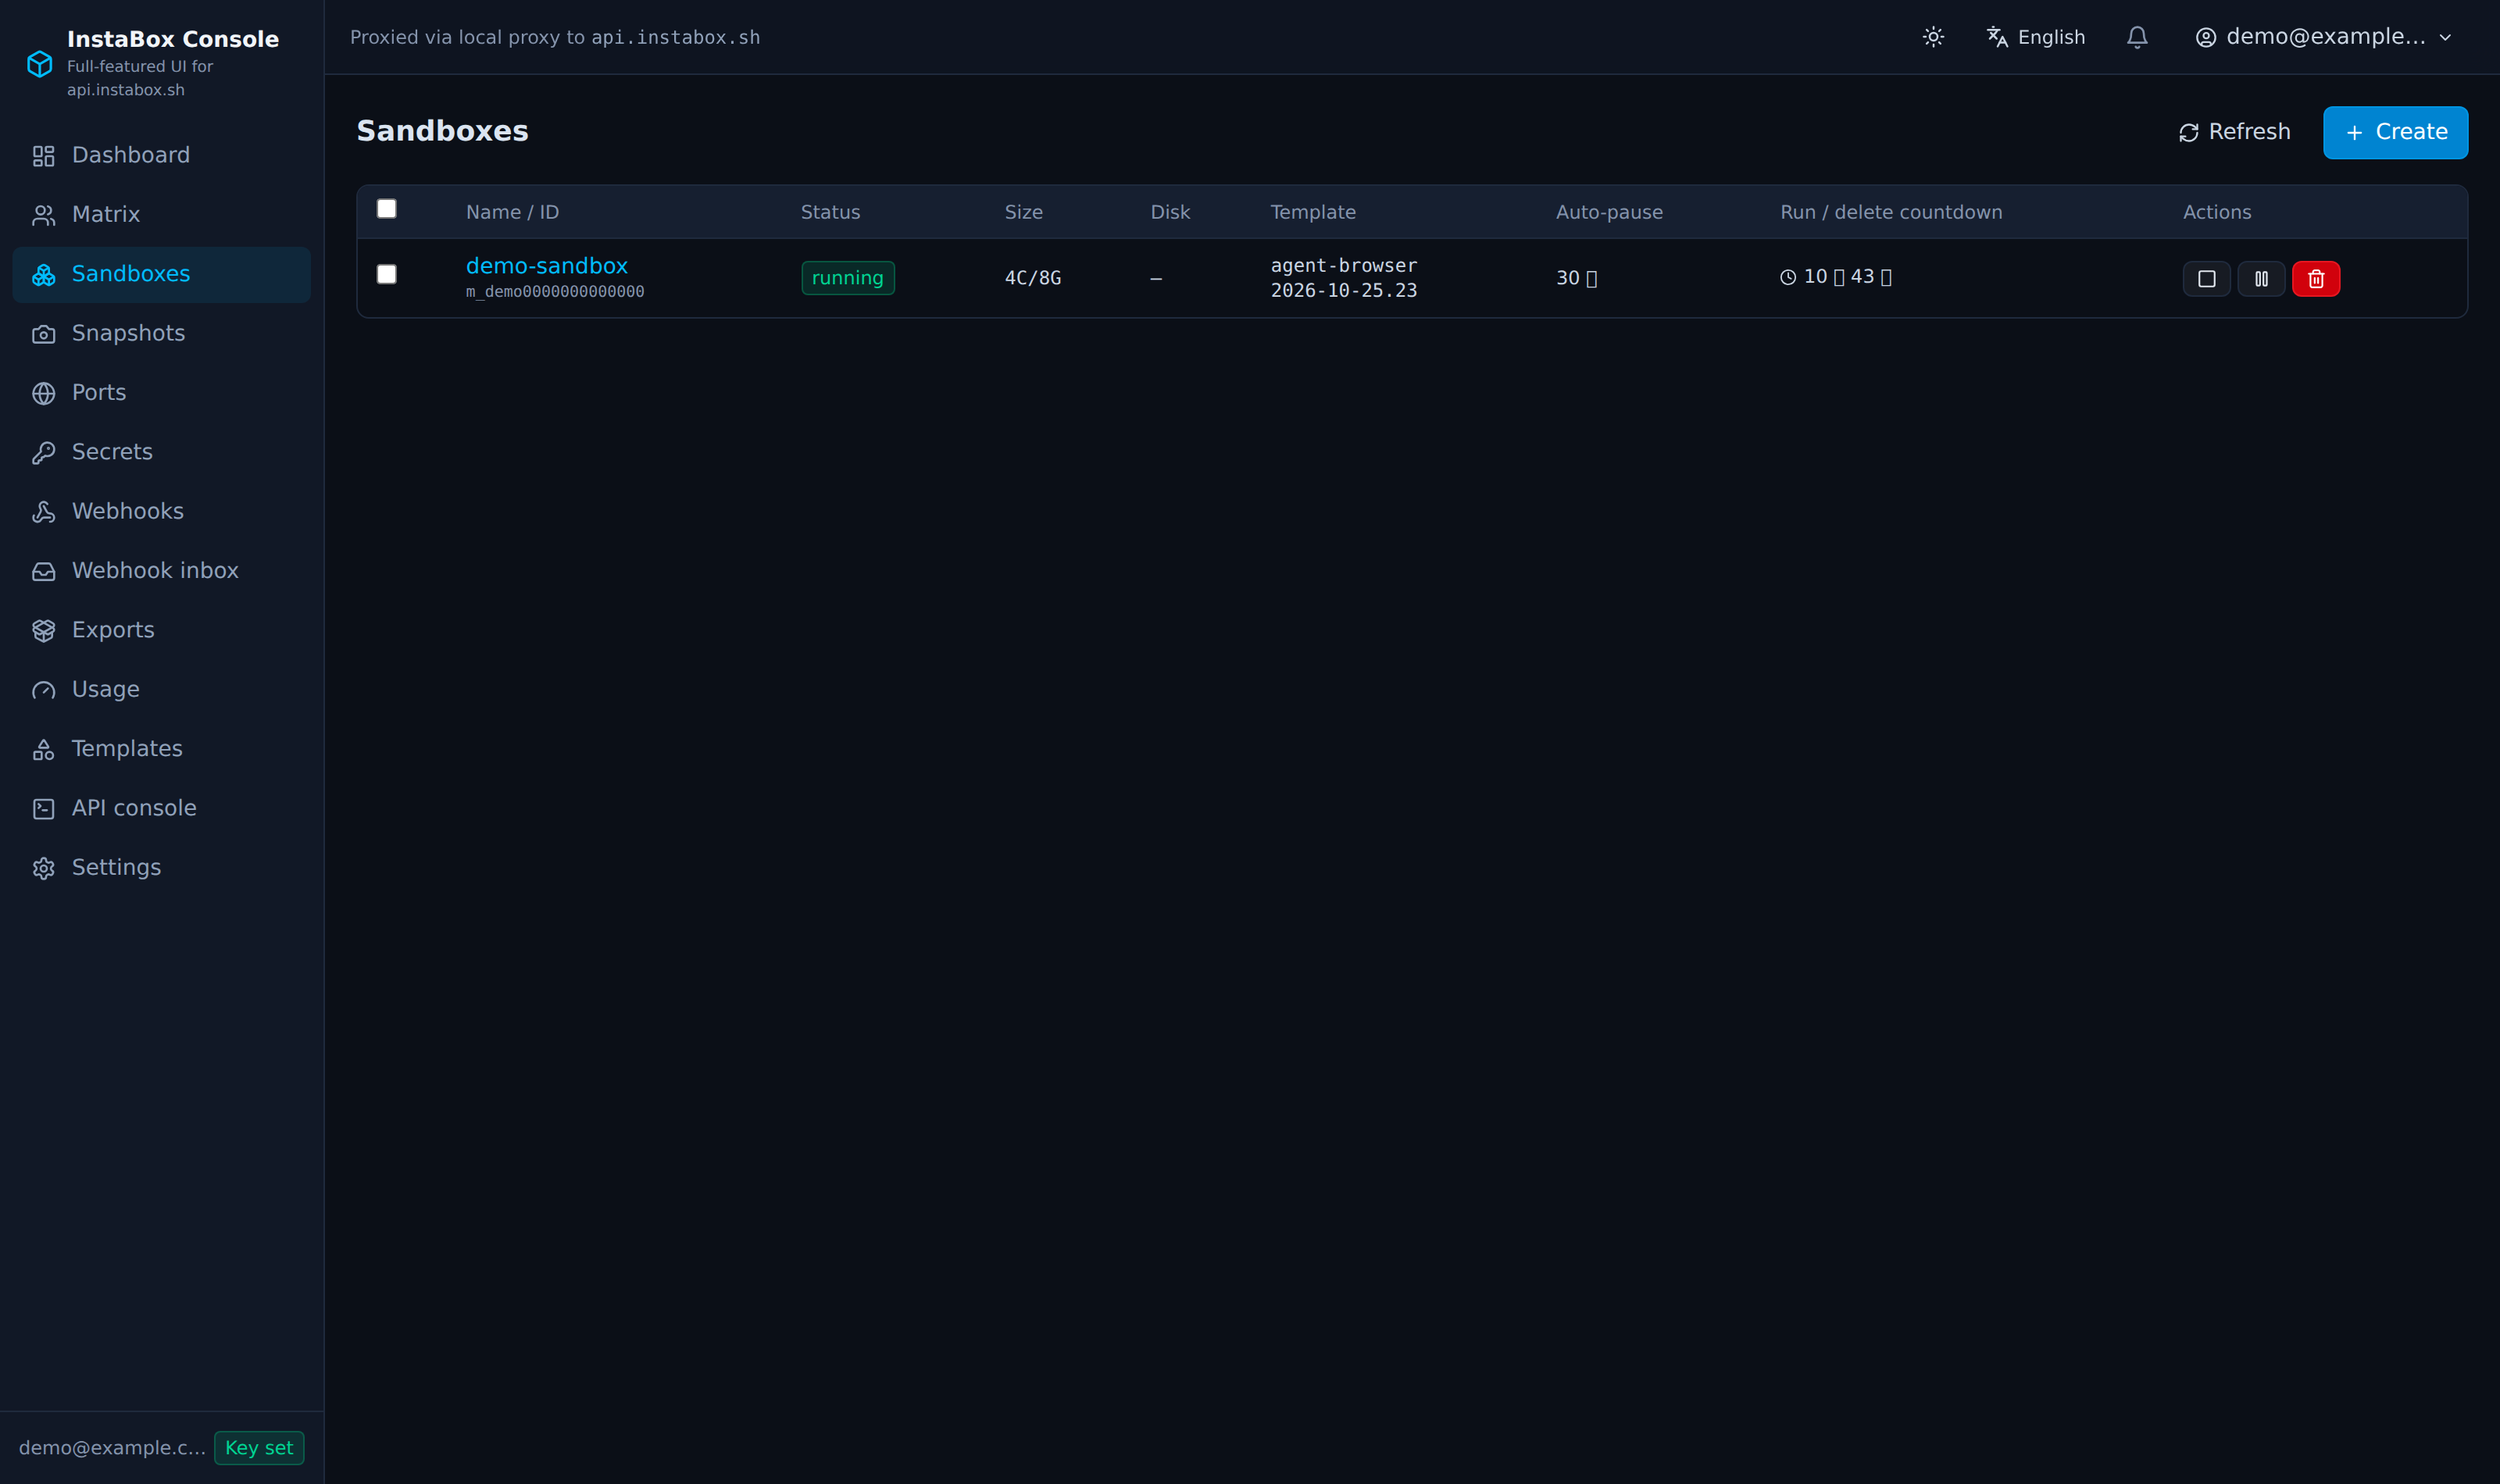 InstaBox Console
Full-featured UI for
api.instabox.sh
Dashboard
Matrix
Sandboxes
Snapshots
Ports
Secrets
Webhooks
Webhook inbox
Exports
Usage
Templates
API console
Settings
demo@example.c...
Key set
Proxied via local proxy to api.instabox.sh
English
demo@example...
Sandboxes
Refresh
Create
Name / ID Status Size Disk Template Auto-pause Run / delete countdown Actions
demo-sandbox
m_demo0000000000000
running
4C/8G
—
agent-browser
2026-10-25.23
30
10 43